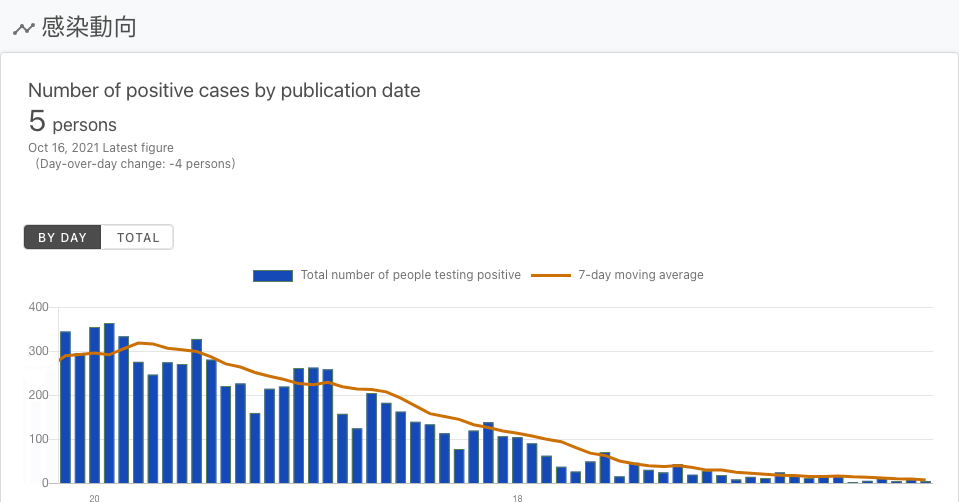 感染動向
Number of positive cases by publication date
5 persons
Oct 16, 2021 Latest figure
(Day-over-day change: -4 persons)
BY DAY TOTAL
Total number of people testing positive 7-day moving average
400
300
200
100
0
20 18